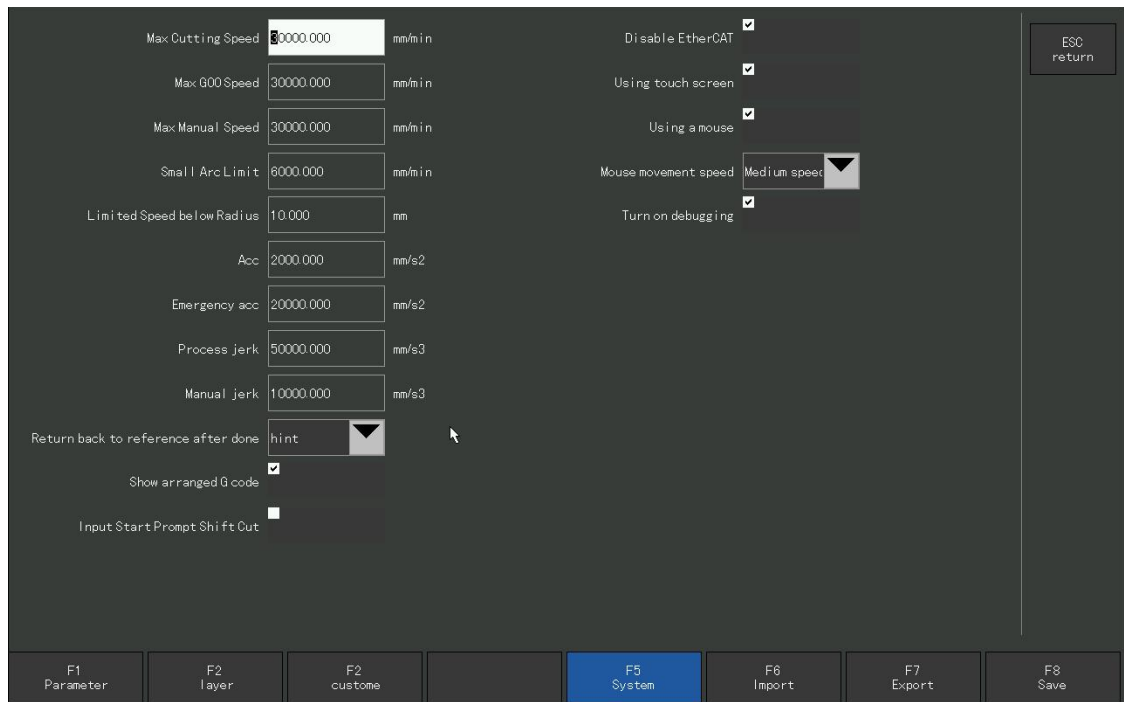 Max Cutting Speed 30000.000 mm/min
Max G00 Speed 30000.000 mm/min
Max Manual Speed 30000.000 mm/min
Small Arc Limit 6000.000 mm/min
Limited Speed below Radius 10.000 mm
Acc 2000.000 mm/s2
Emergency acc 20000.000 mm/s2
Process jerk 50000.000 mm/s3
Manual jerk 10000.000 mm/s3
Return back to reference after done hint
Show arranged G code
Input Start Prompt Shift Cut
Disable EtherCAT
Using touch screen
Using a mouse
Mouse movement speed Medium speed
Turn on debugging
ESC
return
F1
Parameter
F2
layer
F2
custome
F5
System
F6
Import
F7
Export
F8
Save